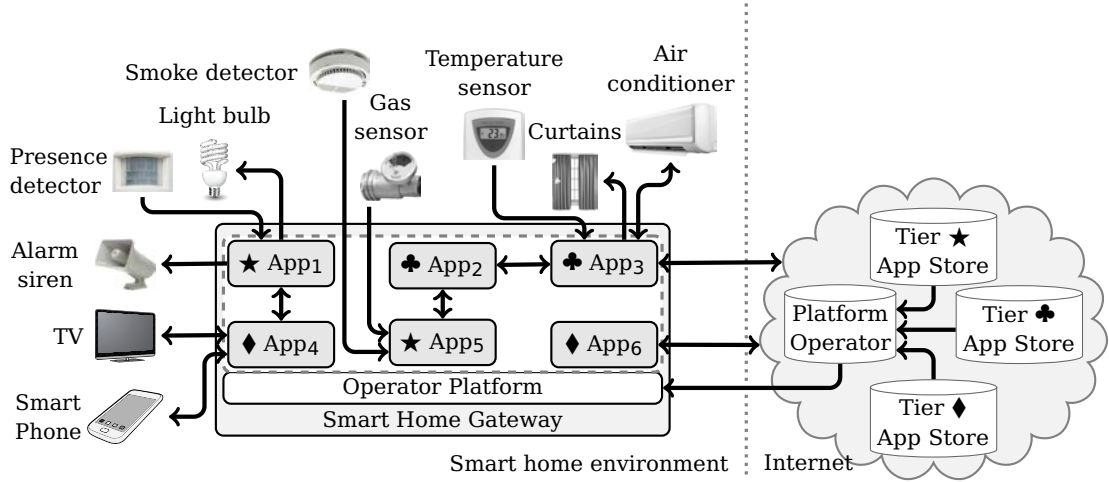 Smoke detector
Temperature
sensor
Air
conditioner
Light bulb
Gas
sensor
Curtains
Presence
detector
23
Alarm
siren
★ App1
♣ App2
♣ App3
TV
♦ App4
★ App5
♦ App6
Smart
Phone
Operator Platform
Smart Home Gateway
Smart home environment
Internet
Tier ★
App Store
Platform
Operator
Tier ♣
App Store
Tier ♦
App Store